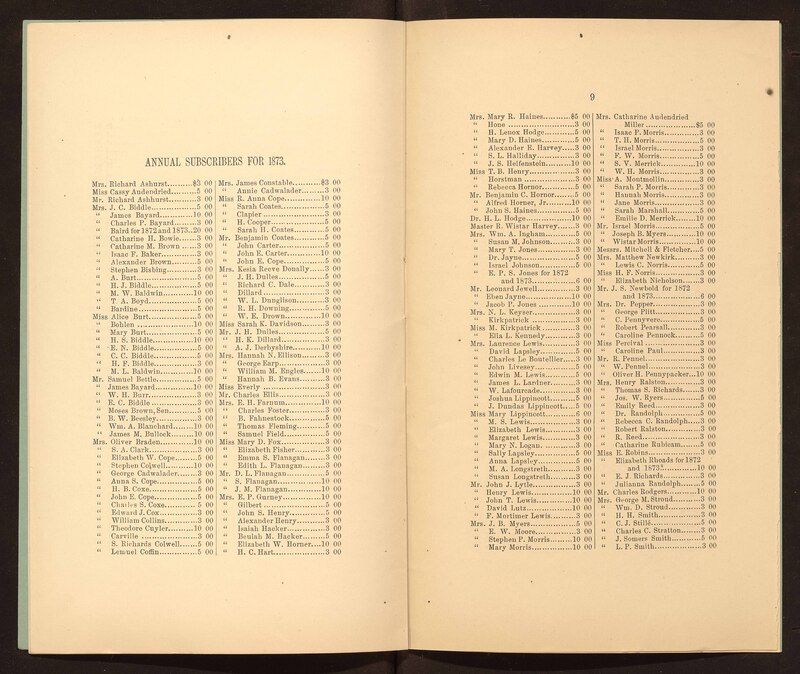 ANNUAL SUBSCRIBERS FOR 1873.
Mrs. Richard Ashurst.........$3 00
Miss Cassy Audendried........5 00
Mr. Richard Ashhurst.........3 00
Mrs. J. C. Biddle............5 00
" James Bayard..............10 00
" Charles P. Bayard.........3 00
" Baird for 1872 and 1873..20 00
" Catharine H. Bowie........3 00
" Catharine M. Brown........3 00
" Isaac F. Baker............3 00
" Alexander Brown...........5 00
" Stephen Bisbing...........3 00
" A. Burt...................3 00
" H. J. Biddle..............5 00
" M. W. Baldwin.............10 00
" T. A. Boyd................5 00
" Bardine...................5 00
Miss Alice Burt..............5 00
" Bohlen....................10 00
" Mary Burt.................5 00
" H. S. Biddle..............10 00
" E. N. Biddle..............5 00
" C. C. Biddle..............5 00
" H. F. Biddle..............5 00
" M. L. Baldwin.............10 00
Mr. Samuel Bettle............5 00
" James Bayard..............10 00
" W. H. Burr................3 00
" E. C. Biddle..............3 00
" Moses Brown, Sen..........5 00
" B. W. Beesley.............3 00
" Wm. A. Blanchard..........10 00
" James M. Bullock..........10 00
Mrs. Oliver Braden...........1 50
" S. A. Clark...............3 00
" Elizabeth W. Cope.........5 00
" Stephen Colwell...........10 00
" George Cadwalader.........3 00
" Anna S. Cope..............5 00
" H. B. Coxe................5 00
" John E. Cope..............5 00
" Charles S. Coxe...........5 00
" Edward J. Cox.............3 00
" William Collins...........3 00
" Theodore Cuyler...........10 00
" Carville..................3 00
" S. Richards Colwell.......5 00
" Lemuel Coffin.............5 00
Mrs. James Constable.........$3 00
" Annie Cadwalader..........3 00
Miss R. Anna Cope............10 00
" Sarah Coates..............5 00
" Clapier...................3 00
" H. Cooper.................5 00
" Sarah H. Coates...........5 00
Mr. Benjamin Coates..........5 00
" John Carter...............5 00
" John E. Carter............10 00
" John E. Cope..............5 00
Mrs. Kesia Reeve Donally.....3 00
" J. H. Dulles..............5 00
" Richard C. Dale...........3 00
" Dillard...................3 00
" W. L. Dunglison...........3 00
" R. H. Downing.............5 00
" W. E. Drown...............10 00
Miss Sarah K. Davidson.......3 00
Mr. J. H. Dulles.............5 00
" H. K. Dillard.............3 00
" A. J. Derbyshire..........10 00
Mrs. Hannah N. Ellison.......3 00
" George Earp...............3 00
" William M. Engles.........10 00
" Hannah B. Evans...........3 00
Miss Everly..................3 00
Mr. Charles Ellis............3 00
Mrs. E. H. Farnum............10 00
" Charles Foster............3 00
" B. Fahnestock.............5 00
" Thomas Fleming............5 00
" Samuel Field..............5 00
Miss Mary D. Fox.............5 00
" Elizabeth Fisher..........3 00
" Emma S. Flanagan..........5 00
" Edith L. Flanagan.........3 00
Mr. D. L. Flanagan...........5 00
" S. Flanagan...............10 00
" J. M. Flanagan............10 00
Mrs. E. P. Gurney............10 00
" Gilbert...................5 00
" John S. Henry.............5 00
" Alexander Henry...........3 00
" Isaiah Hacker.............3 00
" Beulah M. Hacker..........5 00
" Elizabeth W. Horner....10 00
" H. C. Hart................3 00
9
Mrs. Mary R. Haines..........$5 00
" Hone......................3 00
" H. Lenox Hodge............5 00
" Mary D. Haines............5 00
" Alexander E. Harvey.......3 00
" S. L. Halliday............3 00
" J. S. Helfenstein.........10 00
Miss T. B. Henry.............3 00
" Horstman..................3 00
" Rebecca Hornor............5 00
Mr. Benjamin C. Hornor.......5 00
" Alfred Horner, Jr.........10 00
" John S. Haines............5 00
Dr. H. L. Hodge..............10 00
Master R. Wistar Harvey......3 00
Mrs. Wm. A. Ingham...........5 00
" Susan M. Johnson..........3 00
" Mary T. Jones.............3 00
" Dr. Jayne.................5 00
" Israel Johnson............5 00
" E. P. S. Jones for 1872
and 1873....................6 00
Mr. Leonard Jewell...........3 00
" Eben Jayne................10 00
" Jacob P. Jones............10 00
Mrs. N. L. Keyser............3 00
" Kirkpatrick...............3 00
Miss M. Kirkpatrick..........3 00
" Elia L. Kennedy...........3 00
Mrs. Laurence Lewis..........3 00
" David Lapsley.............5 00
" Charles Le Boutellier.....5 00
" John Livesey..............5 00
" Edwin M. Lewis............5 00
" James L. Lardner..........3 00
" W. Lafourcade.............3 00
" Joshua Lippincott.........5 00
" J. Dundas Lippincott......5 00
Miss Mary Lippincott.........6 00
" M. S. Lewis...............3 00
" Elizabeth Lewis...........3 00
" Margaret Lewis............3 00
" Mary N. Logan.............3 00
" Sally Lapsley.............5 00
" Anna Lapsley..............5 00
" M. A. Longstreth..........3 00
" Susan Longstreth..........3 00
Mr. John J. Lytle............3 00
" Henry Lewis...............10 00
" John T. Lewis.............10 00
" David Lutz................10 00
" F. Mortimer Lewis.........3 00
Mrs. J. B. Myers.............5 00
" E. W. Moore...............3 00
" Stephen P. Morris.........10 00
" Mary Morris...............10 00
Mrs. Catharine Audendried
Miller......................$5 00
" Isaac P. Morris...........3 00
" T. H. Morris..............5 00
" Israel Morris.............5 00
" F. W. Morris..............5 00
" S. V. Merrick.............10 00
" W. H. Morris..............3 00
Miss A. Montmollin...........3 00
" Sarah P. Morris...........3 00
" Hannah Morris.............3 00
" Jane Morris...............3 00
" Sarah Marshall............5 00
" Emilie D. Merrick.........10 00
Mr. Israel Morris............5 00
" Joseph B. Myers...........10 00
" Wistar Morris.............10 00
Messrs. Mitchell & Fletcher....5 00
Mrs. Matthew Newkirk.........3 00
" Lewis C. Norris...........5 00
Miss H. F. Norris............3 00
" Elizabeth Nicholson.......3 00
Mr. J. S. Newbold for 1872
and 1873....................6 00
Mrs. Dr. Pepper..............3 00
" George Piitt..............3 00
" C. Pennyvere..............5 00
" Robert Pearsall...........3 00
" Caroline Pennock..........5 00
Miss Percival................3 00
" Caroline Paul.............3 00
Mr. R. Pennel................3 00
" W. Pennel.................3 00
" Oliver H. Pennypacker....10 00
Mrs. Henry Ralston...........3 00
" Thomas S. Richards........3 00
" Jos. W. Ryers.............5 00
" Emily Reed................3 00
" Dr. Randolph..............5 00
" Rebecca C. Randolph.......3 00
" Robert Ralston............3 00
" R. Reed...................3 00
" Catharine Rubicam.........5 00
Miss E. Robins...............3 00
" Elizabeth Rhoads for 1872
and 1873....................10 00
" E. J. Richards............3 00
" Julianna Randolph.........5 00
Mr. Charles Rodgers..........10 00
Mrs. George M. Stroud........3 00
" Wm. D. Stroud.............3 00
" H. H. Smith...............3 00
" C. J. Stillé..............5 00
" Charles C. Stratton.......3 00
" J. Somers Smith...........5 00
" L. P. Smith...............3 00